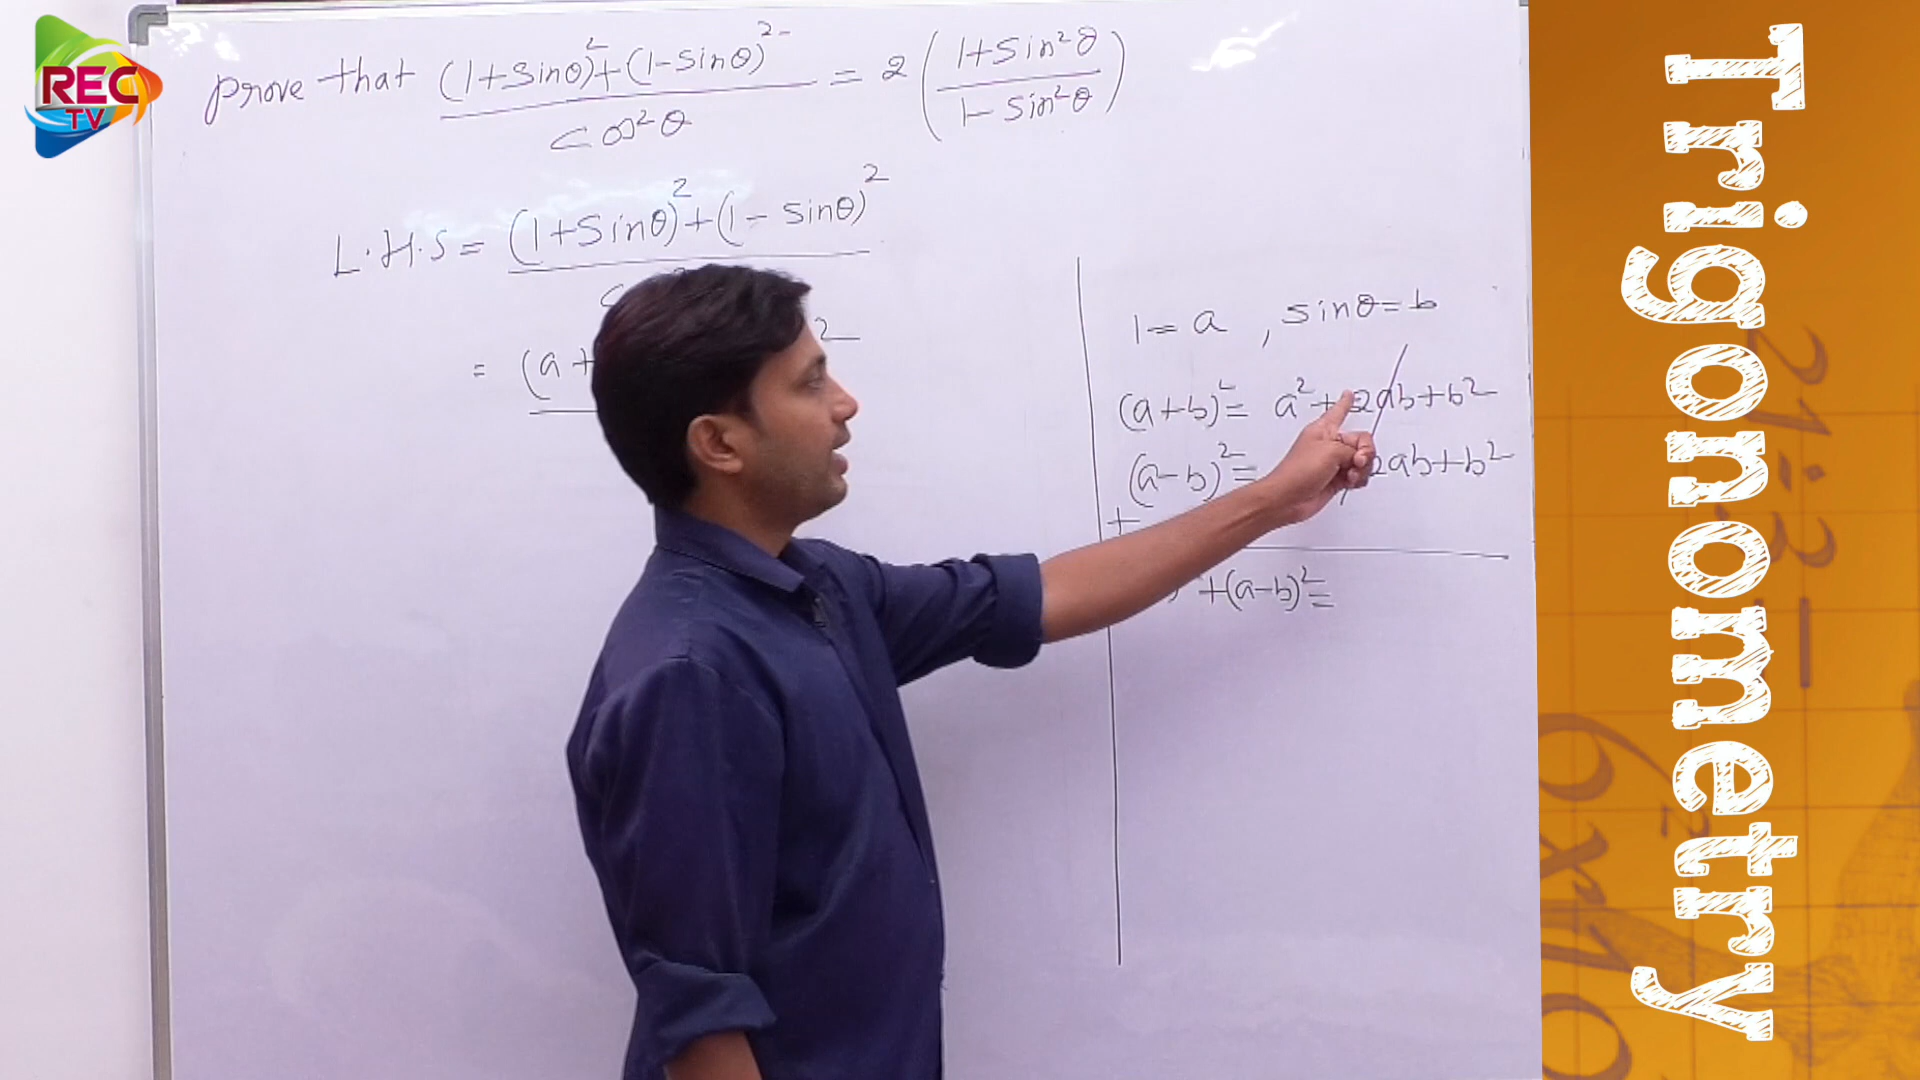 REC
TV
prove that (1+sinθ)²+(1-sinθ)² / cos²θ = 2 (1+sin²θ / 1-sin²θ)
L.H.S = (1+sinθ)²+(1-sinθ)²
= (a+ 2
1=a , sinθ=b
(a+b)²= a²+2ab+b²
(a-b)²= 2ab+b²
+
+(a-b)²=
Trigonometry